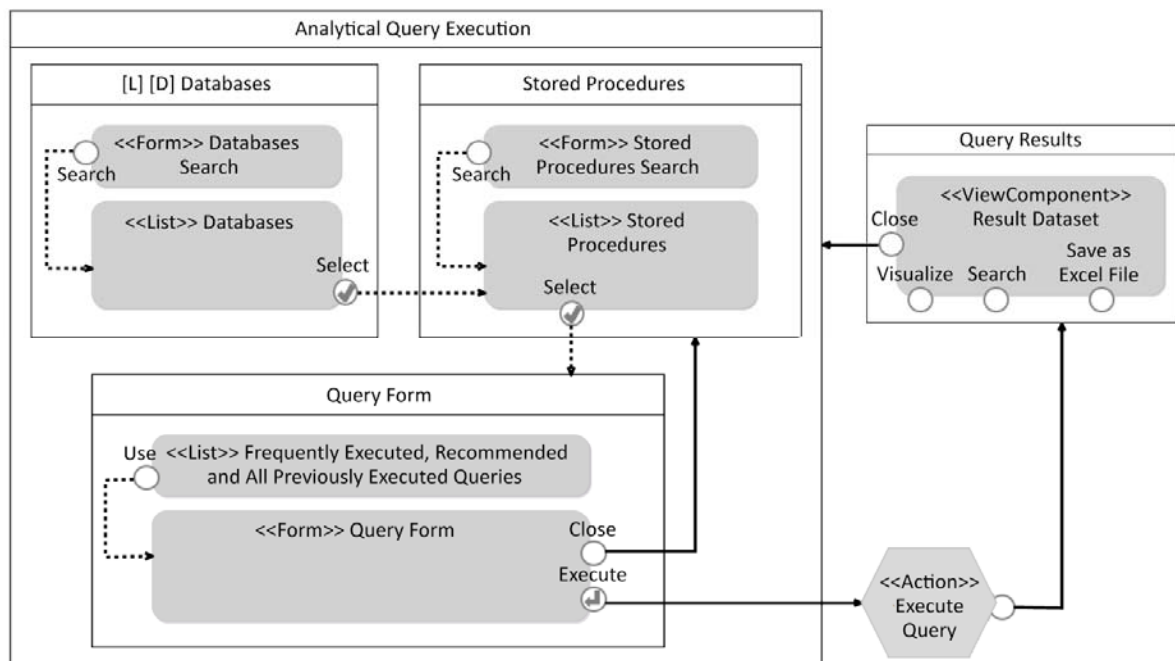 Analytical Query Execution
[L] [D] Databases
<<Form>> Databases
Search
Search
<<List>> Databases
Select
Stored Procedures
<<Form>> Stored
Procedures Search
Search
<<List>> Stored
Procedures
Select
Query Form
Use
<<List>> Frequently Executed, Recommended
and All Previously Executed Queries
<<Form>> Query Form
Close
Execute
<<Action>>
Execute
Query
Query Results
<<ViewComponent>>
Result Dataset
Close
Visualize
Search
Save as
Excel File